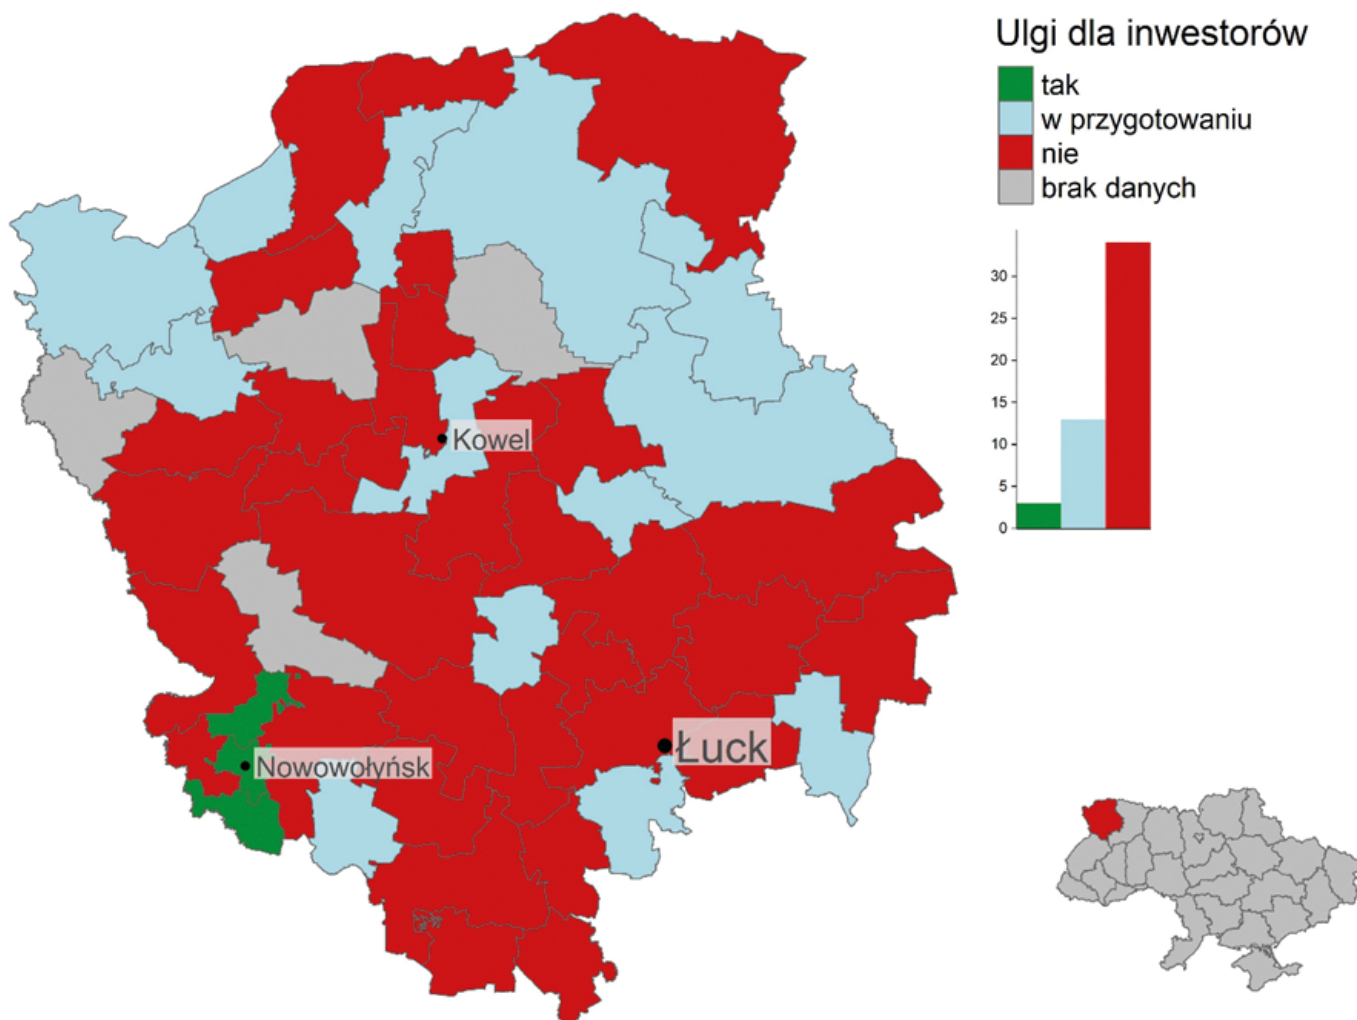 Ulgi dla inwestorów
tak
w przygotowaniu
nie
brak danych
30
25
20
15
10
5
0
Kowel
Łuck
Nowowołyńsk